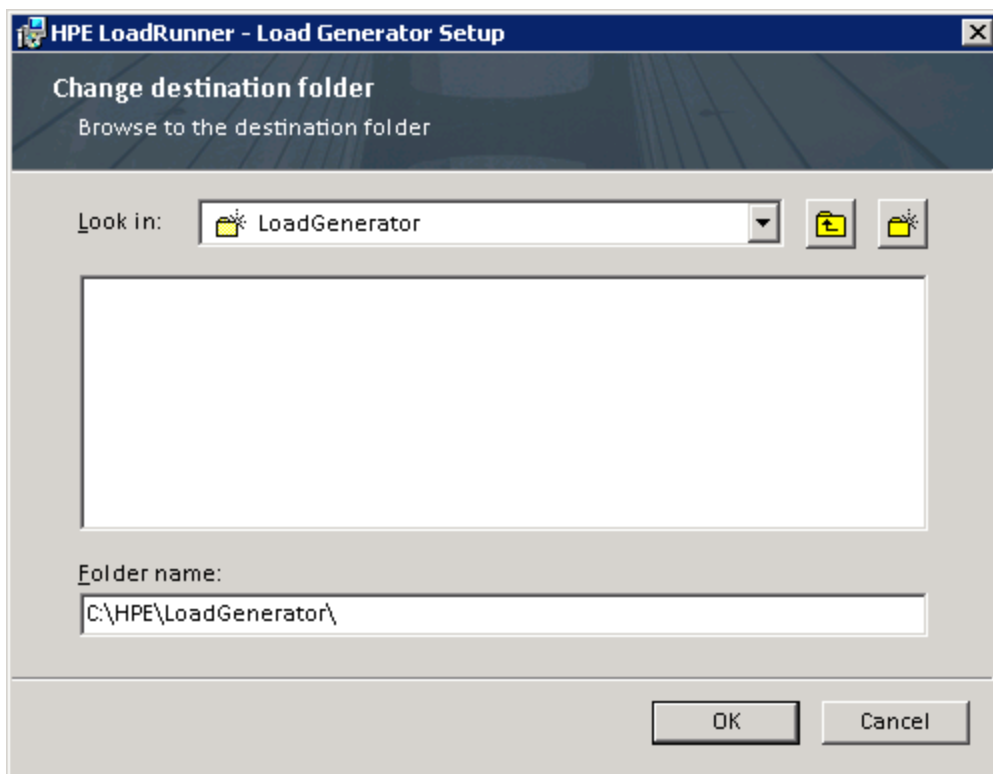 HPE LoadRunner - Load Generator Setup
Change destination folder
Browse to the destination folder
Look in:
LoadGenerator
Folder name:
C:\HPE\LoadGenerator\
OK
Cancel